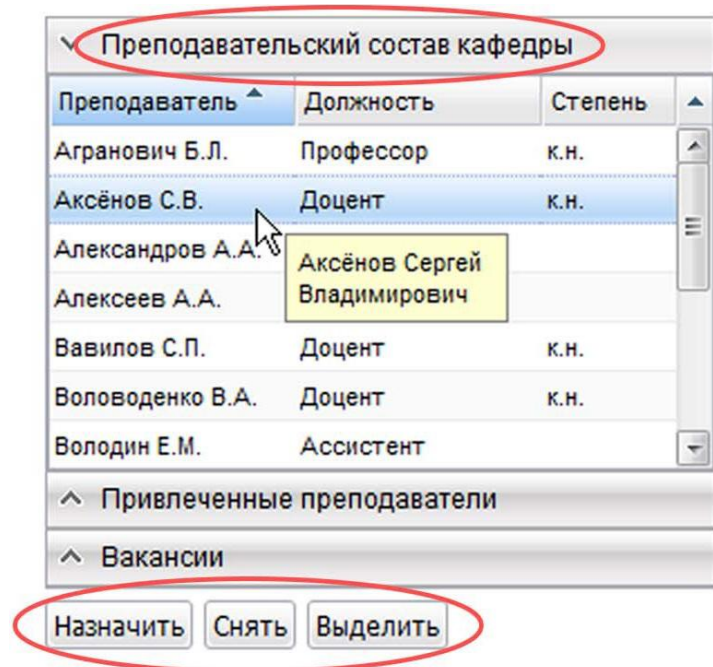 Преподавательский состав кафедры
Преподаватель Должность Степень
Агранович Б.Л. Профессор к.н.
Аксёнов С.В. Доцент к.н.
Александров А.А.
Аксёнов Сергей
Владимирович
Алексеев А.А.
Вавилов С.П. Доцент к.н.
Воловоденко В.А. Доцент к.н.
Володин Е.М. Ассистент
Привлеченные преподаватели
Вакансии
Назначить Снять Выделить